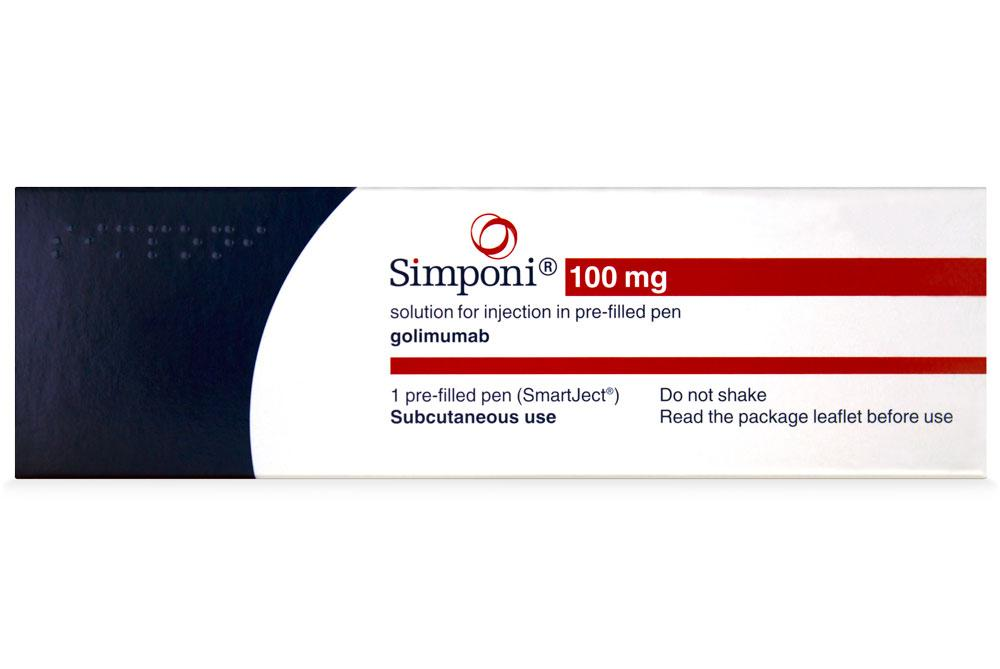 Simponi® 100 mg
solution for injection in pre-filled pen
golimumab
1 pre-filled pen (SmartJect®)
Subcutaneous use
Do not shake
Read the package leaflet before use